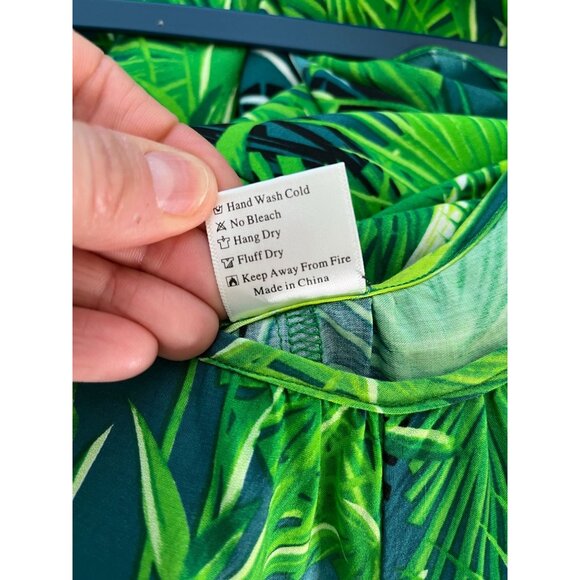 Hand Wash Cold
No Bleach
Hang Dry
Fluff Dry
Keep Away From Fire
Made in China